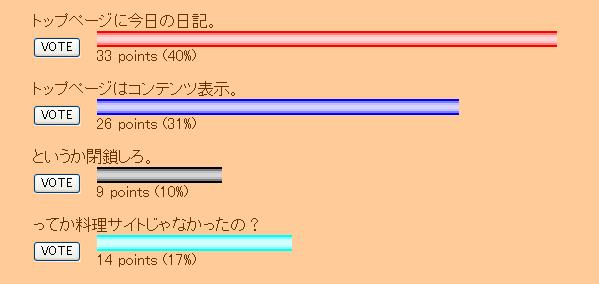 トップページに今日の日記。
VOTE
33 points (40%)
トップページはコンテンツ表示。
VOTE
26 points (31%)
というか閉鎖しろ。
VOTE
9 points (10%)
ってか料理サイトじゃなかったの？
VOTE
14 points (17%)